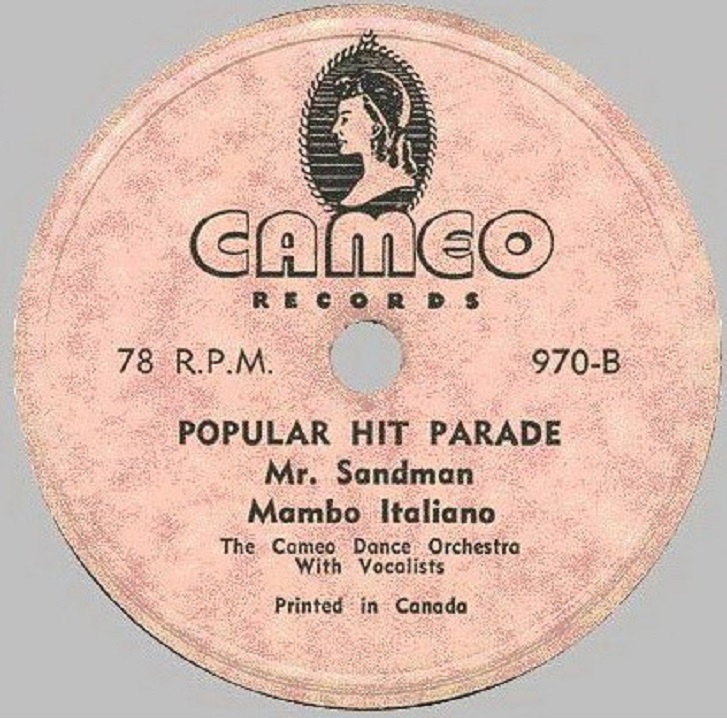 CAMEO
RECORDS
78 R.P.M. 970-B
POPULAR HIT PARADE
Mr. Sandman
Mambo Italiano
The Cameo Dance Orchestra
With Vocalists
Printed in Canada